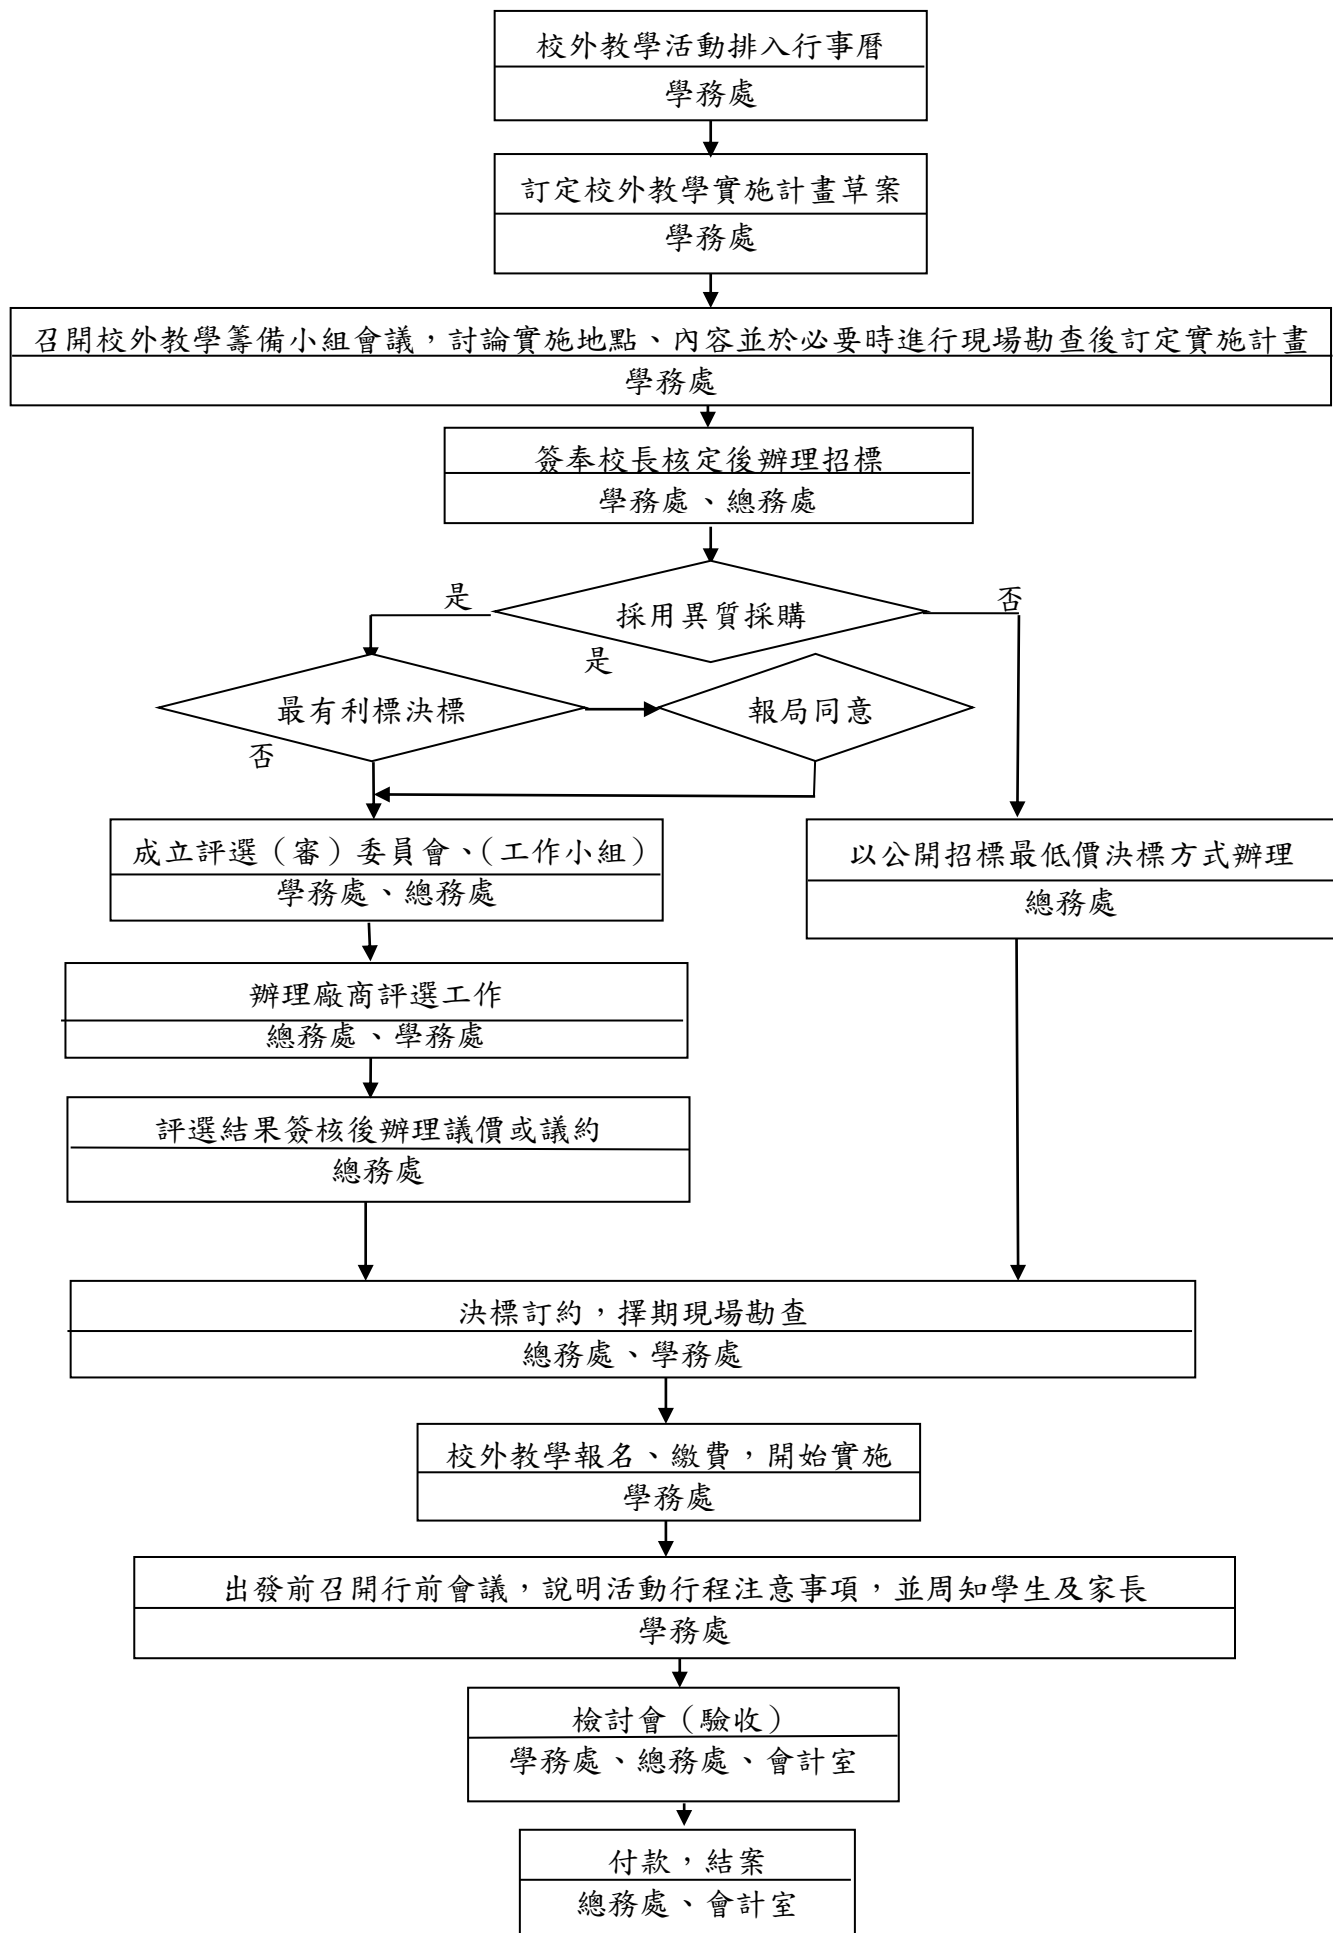 校外教學活動排入行事曆
學務處
訂定校外教學實施計畫草案
學務處
召開校外教學籌備小組會議，討論實施地點、內容並於必要時進行現場勘查後訂定實施計畫
學務處
簽奉校長核定後辦理招標
學務處、總務處
是
採用異質採購
否
是
最有利標決標
報局同意
否
成立評選（審）委員會、（工作小組）
學務處、總務處
以公開招標最低價決標方式辦理
總務處
辦理廠商評選工作
總務處、學務處
評選結果簽核後辦理議價或議約
總務處
決標訂約，擇期現場勘查
總務處、學務處
校外教學報名、繳費，開始實施
學務處
出發前召開行前會議，說明活動行程注意事項，並周知學生及家長
學務處
檢討會（驗收）
學務處、總務處、會計室
付款，結案
總務處、會計室